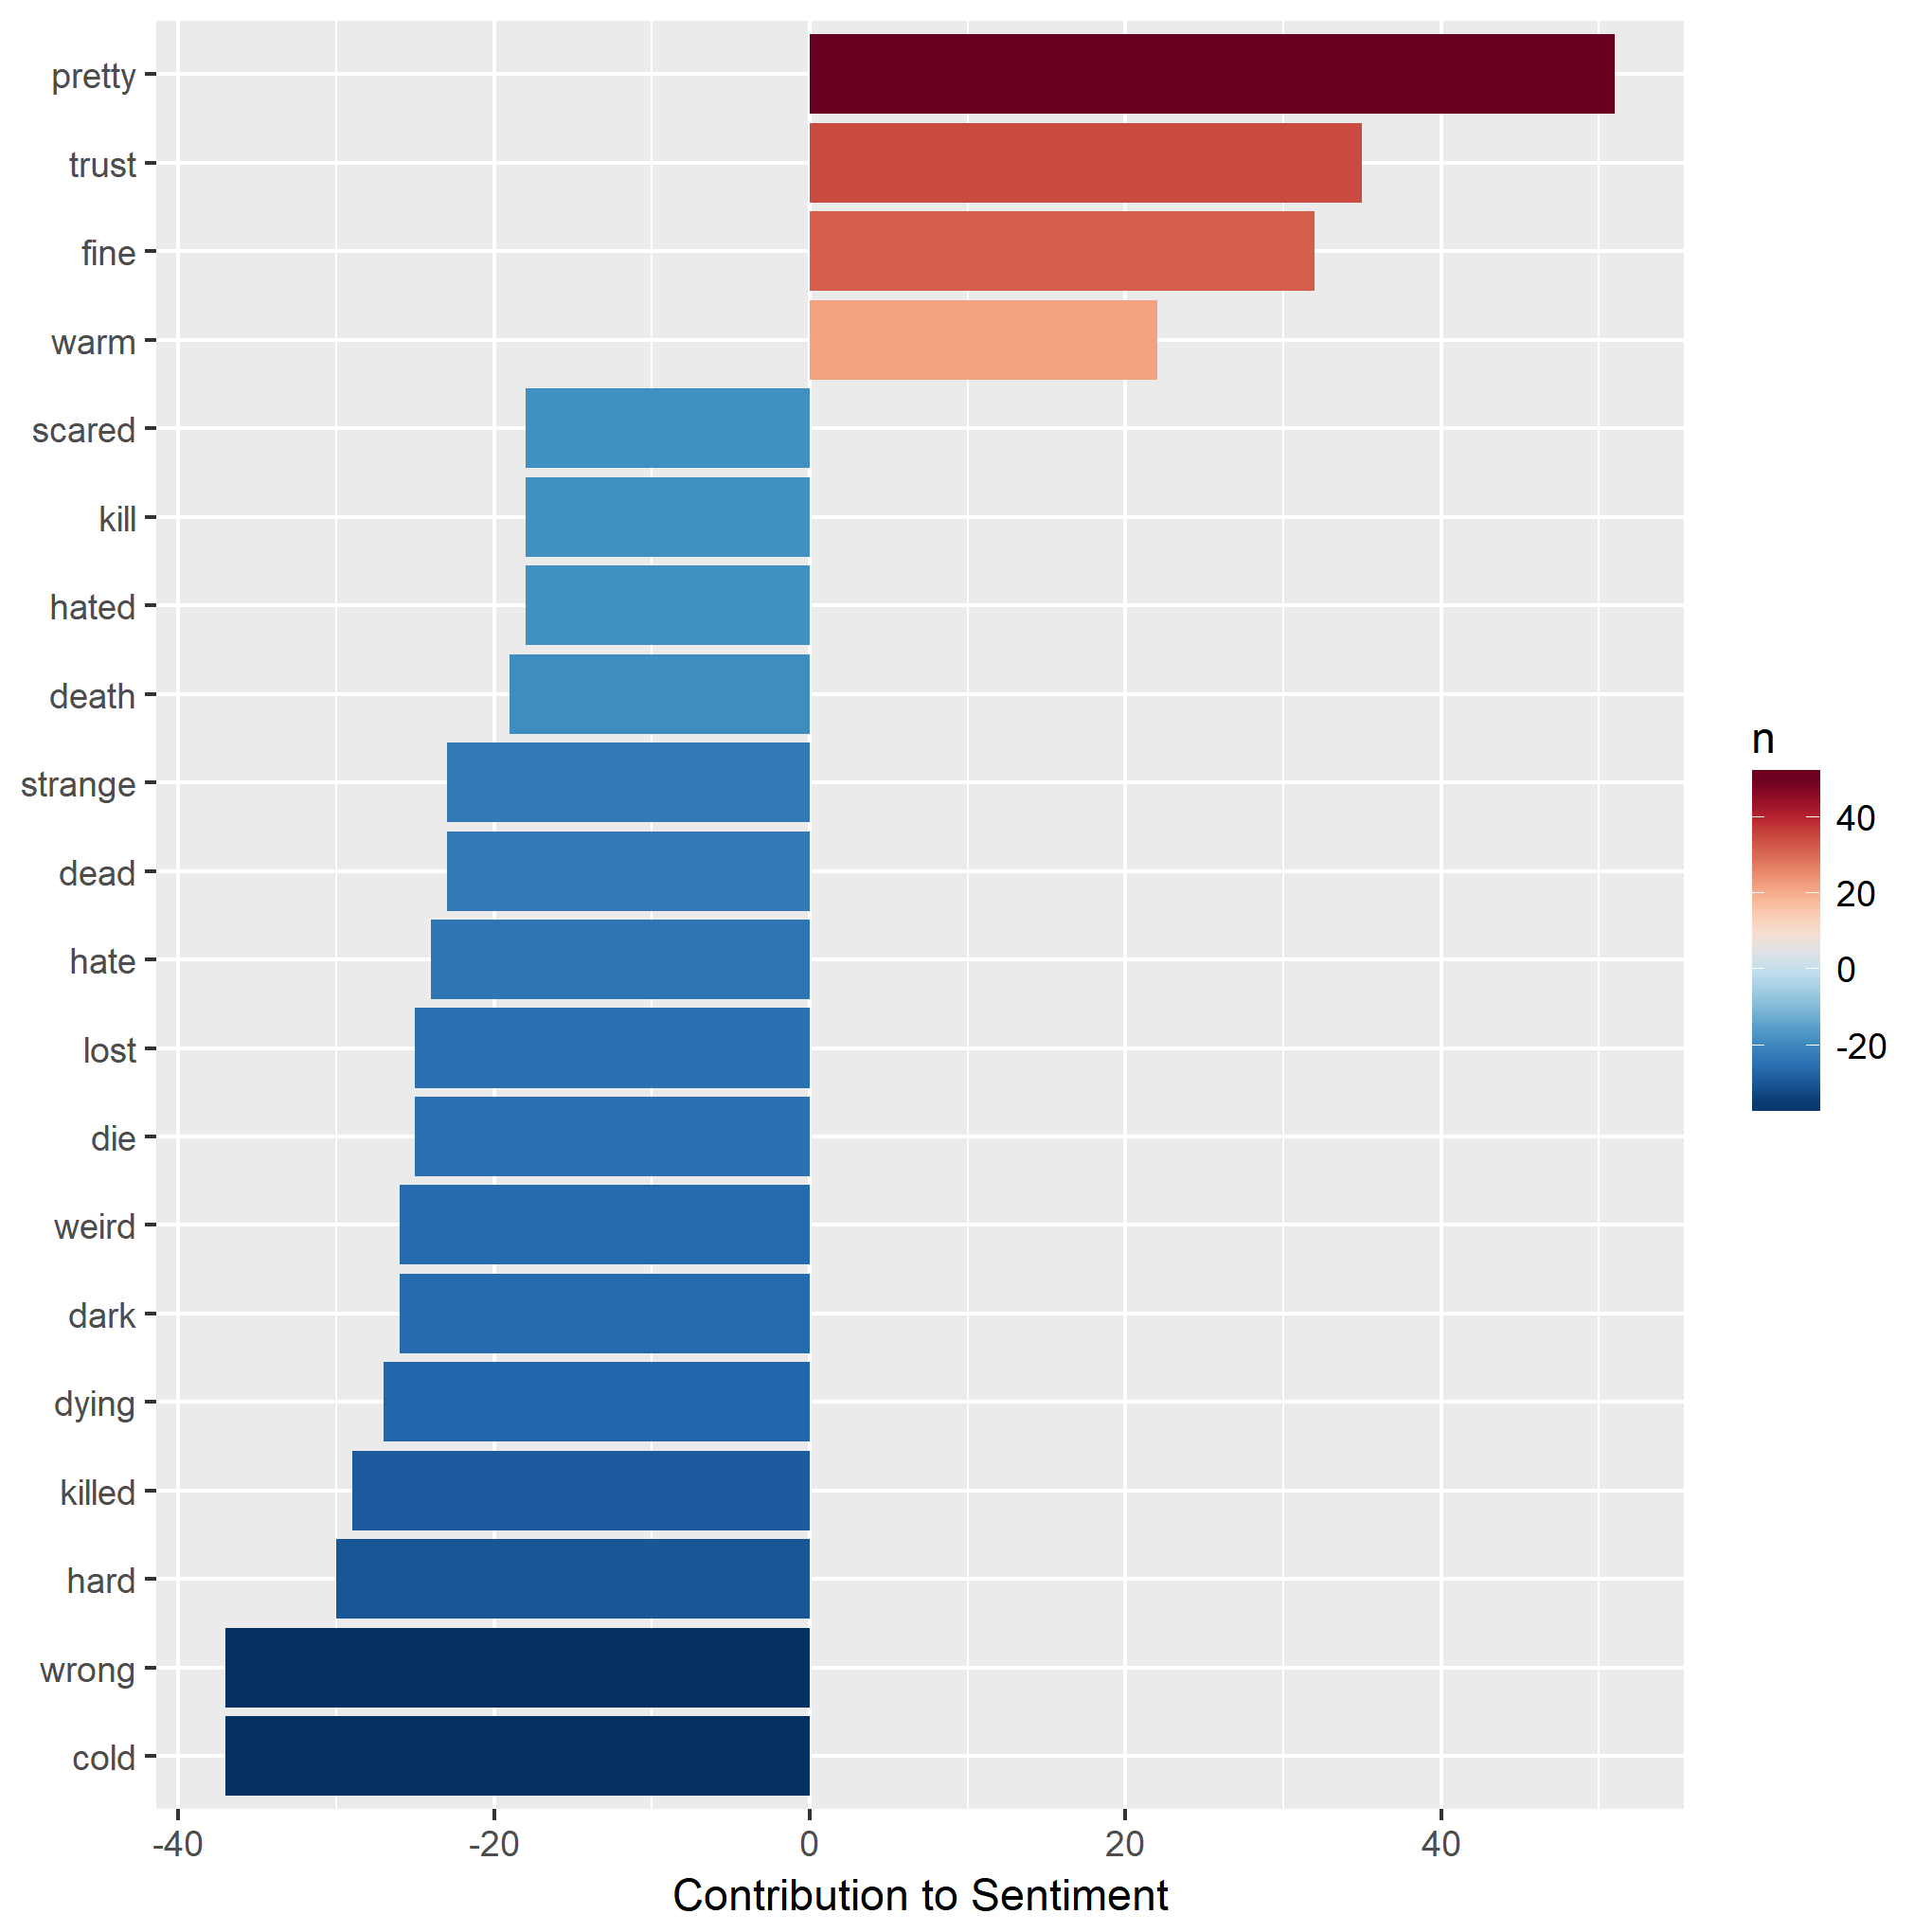 pretty
trust
fine
warm
scared
kill
hated
death
strange
dead
hate
lost
die
weird
dark
dying
killed
hard
wrong
cold
-40 -20 0 20 40
Contribution to Sentiment
n
40
20
0
-20